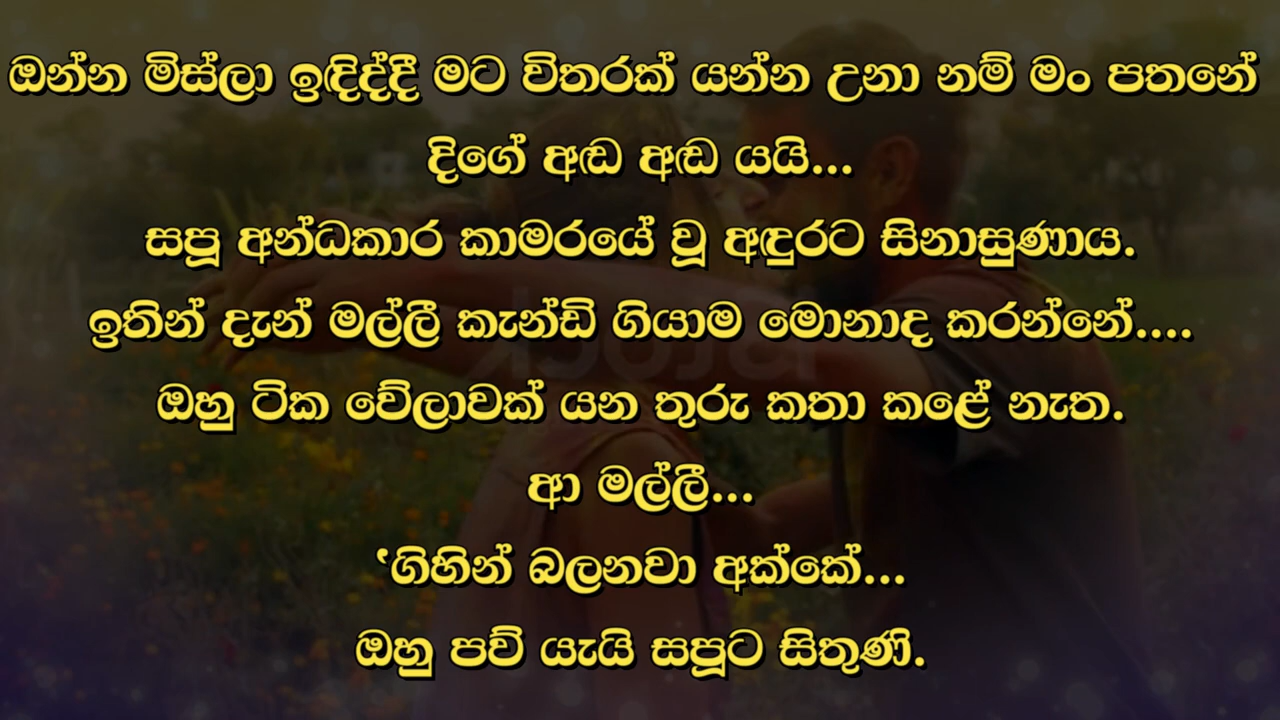 ඔන්න මිස්ලා ඉඳිද්දී මට විතරක් යන්න උනා නම් මං පතනේ
දිගේ අඬ අඬ යයි...
සපූ අන්ධකාර කාමරයේ වූ අඳුරට සිනාසුණාය.
ඉතින් දැන් මල්ලී කැන්ඩි ගියාම මොනාද කරන්නේ....
ඔහු ටික වේලාවක් යන තුරු කතා කළේ නැත.
ආ මල්ලී...
‛ගිහින් බලනවා අක්කේ...
ඔහු පව් යැයි සපූට සිතුණි.